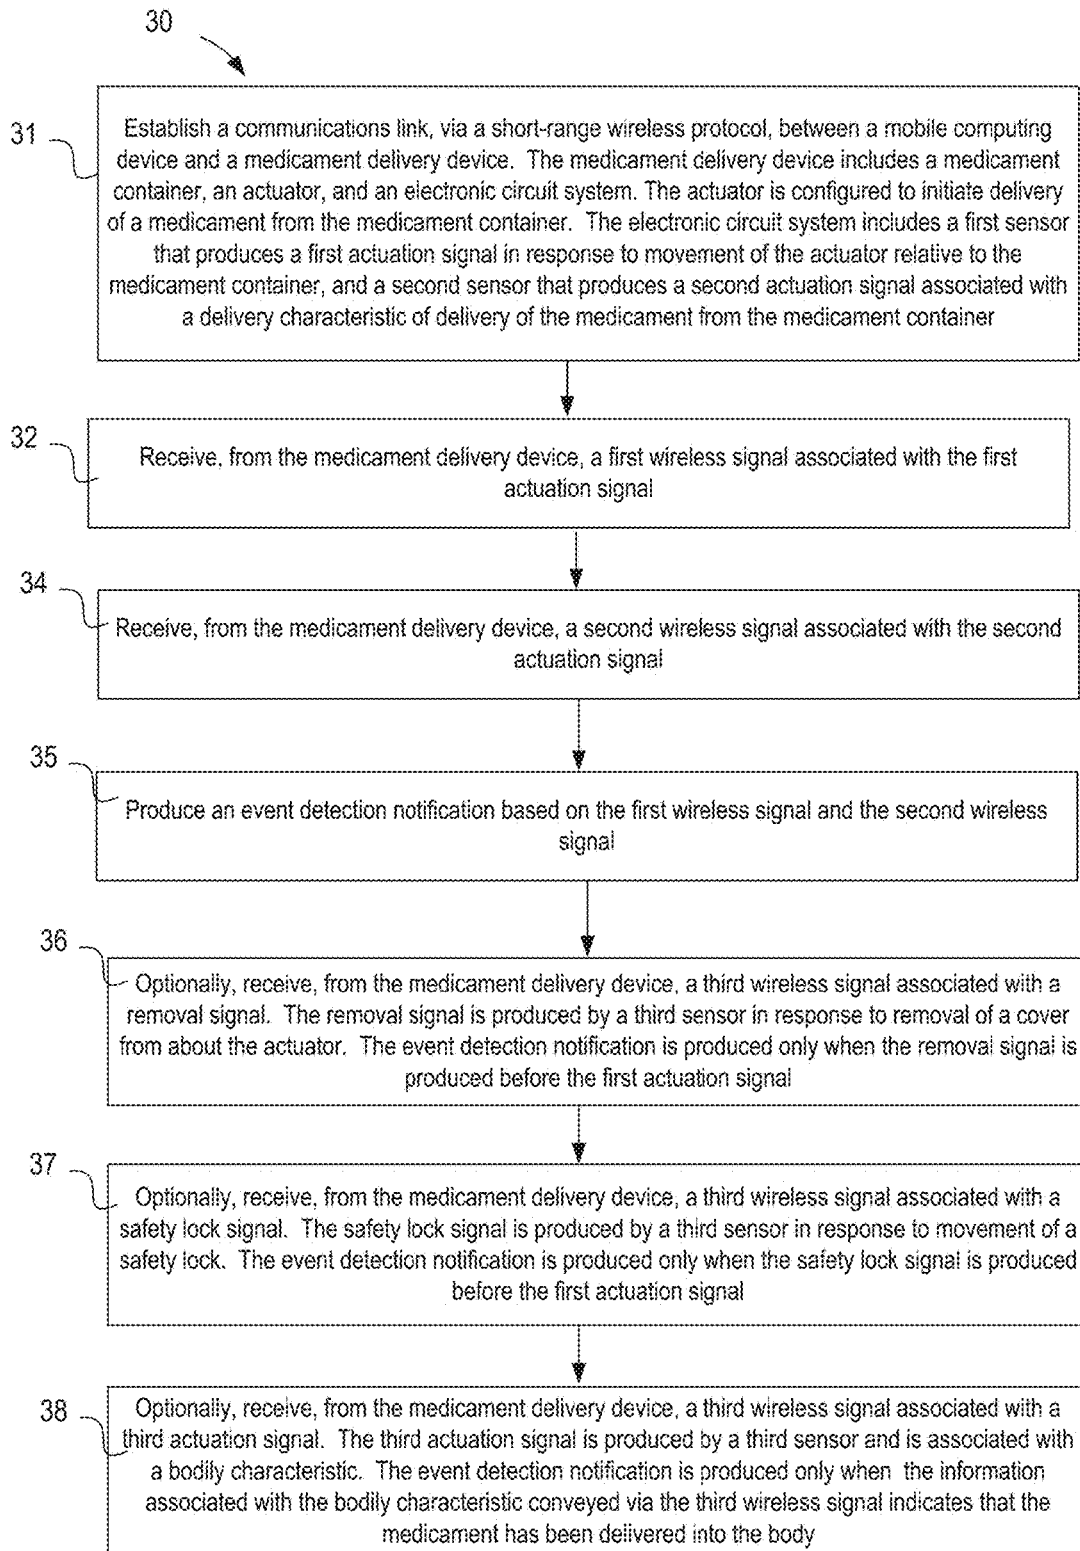 30
31
Establish a communications link, via a short-range wireless protocol, between a mobile computing
device and a medicament delivery device. The medicament delivery device includes a medicament
container, an actuator, and an electronic circuit system. The actuator is configured to initiate delivery
of a medicament from the medicament container. The electronic circuit system includes a first sensor
that produces a first actuation signal in response to movement of the actuator relative to the
medicament container, and a second sensor that produces a second actuation signal associated with
a delivery characteristic of delivery of the medicament from the medicament container
32
Receive, from the medicament delivery device, a first wireless signal associated with the first
actuation signal
34
Receive, from the medicament delivery device, a second wireless signal associated with the second
actuation signal
35
Produce an event detection notification based on the first wireless signal and the second wireless
signal
36
Optionally, receive, from the medicament delivery device, a third wireless signal associated with a
removal signal. The removal signal is produced by a third sensor in response to removal of a cover
from about the actuator. The event detection notification is produced only when the removal signal is
produced before the first actuation signal
37
Optionally, receive, from the medicament delivery device, a third wireless signal associated with a
safety lock signal. The safety lock signal is produced by a third sensor in response to movement of a
safety lock. The event detection notification is produced only when the safety lock signal is produced
before the first actuation signal
38
Optionally, receive, from the medicament delivery device, a third wireless signal associated with a
third actuation signal. The third actuation signal is produced by a third sensor and is associated with
a bodily characteristic. The event detection notification is produced only when the information
associated with the bodily characteristic conveyed via the third wireless signal indicates that the
medicament has been delivered into the body